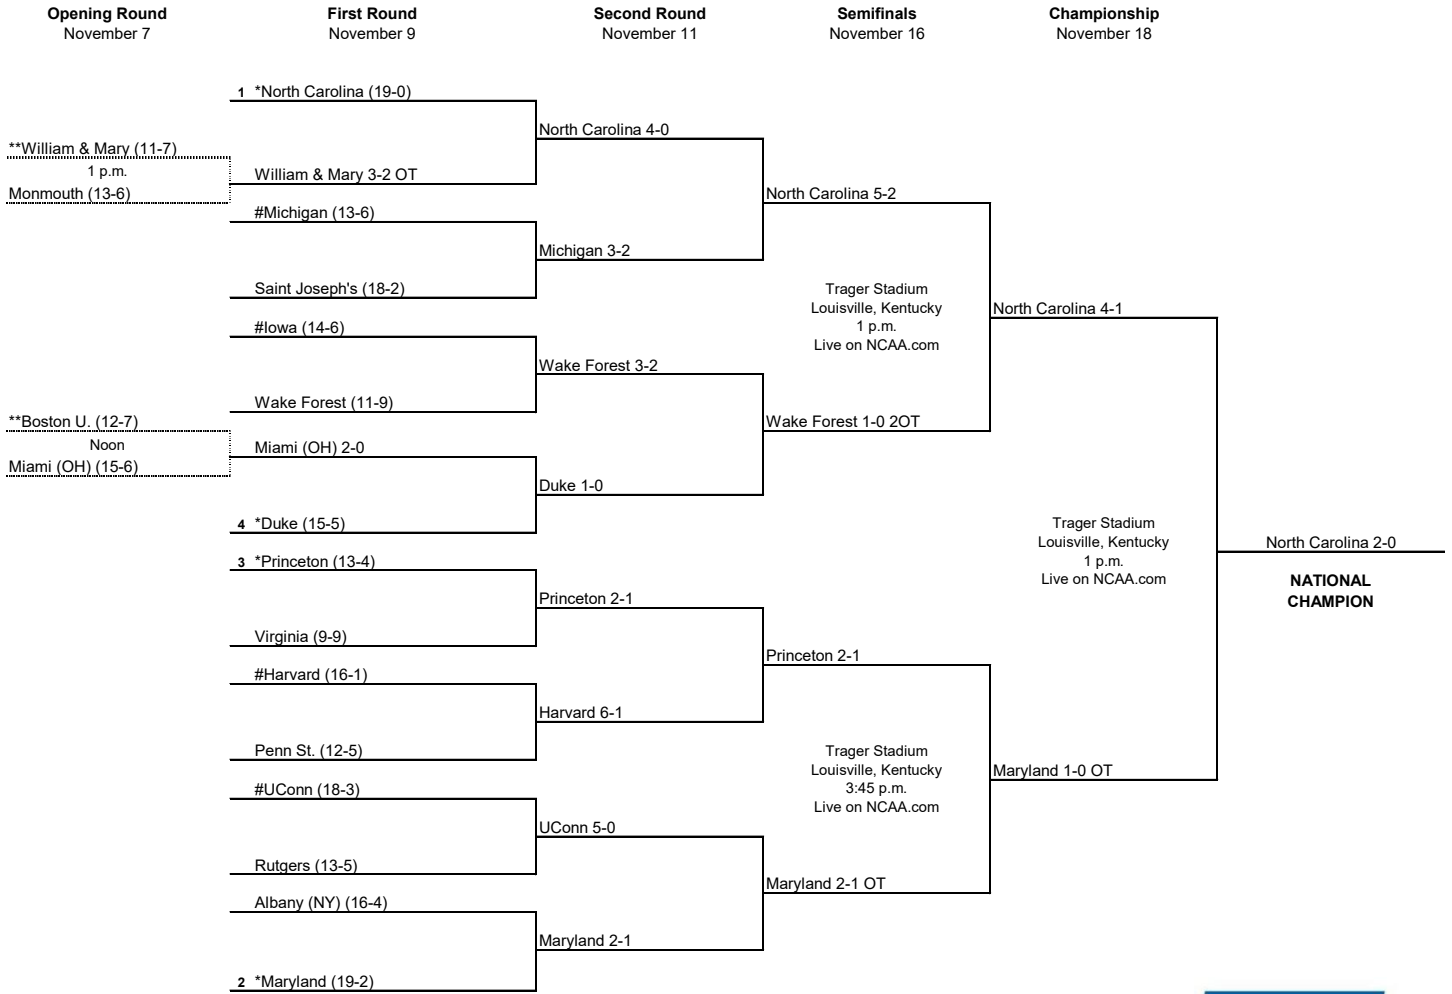 Opening Round
November 7
First Round
November 9
Second Round
November 11
Semifinals
November 16
Championship
November 18
1 *North Carolina (19-0)
North Carolina 4-0
**William & Mary (11-7)
1 p.m.
Monmouth (13-6)
William & Mary 3-2 OT
North Carolina 5-2
#Michigan (13-6)
Michigan 3-2
Saint Joseph's (18-2)
Trager Stadium
Louisville, Kentucky
1 p.m.
Live on NCAA.com
North Carolina 4-1
#Iowa (14-6)
Wake Forest 3-2
Wake Forest (11-9)
**Boston U. (12-7)
Noon
Miami (OH) (15-6)
Wake Forest 1-0 2OT
Miami (OH) 2-0
Duke 1-0
4 *Duke (15-5)
Trager Stadium
Louisville, Kentucky
1 p.m.
Live on NCAA.com
North Carolina 2-0
NATIONAL
CHAMPION
3 *Princeton (13-4)
Princeton 2-1
Virginia (9-9)
Princeton 2-1
#Harvard (16-1)
Harvard 6-1
Penn St. (12-5)
Trager Stadium
Louisville, Kentucky
3:45 p.m.
Live on NCAA.com
Maryland 1-0 OT
#UConn (18-3)
UConn 5-0
Rutgers (13-5)
Maryland 2-1 OT
Albany (NY) (16-4)
Maryland 2-1
2 *Maryland (19-2)